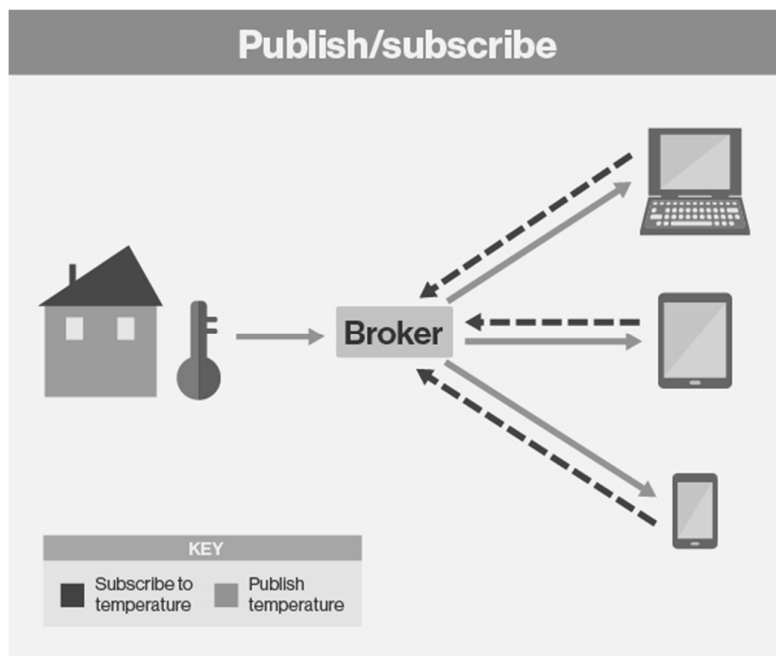 Publish/subscribe
Broker
KEY
Subscribe to
temperature
Publish
temperature